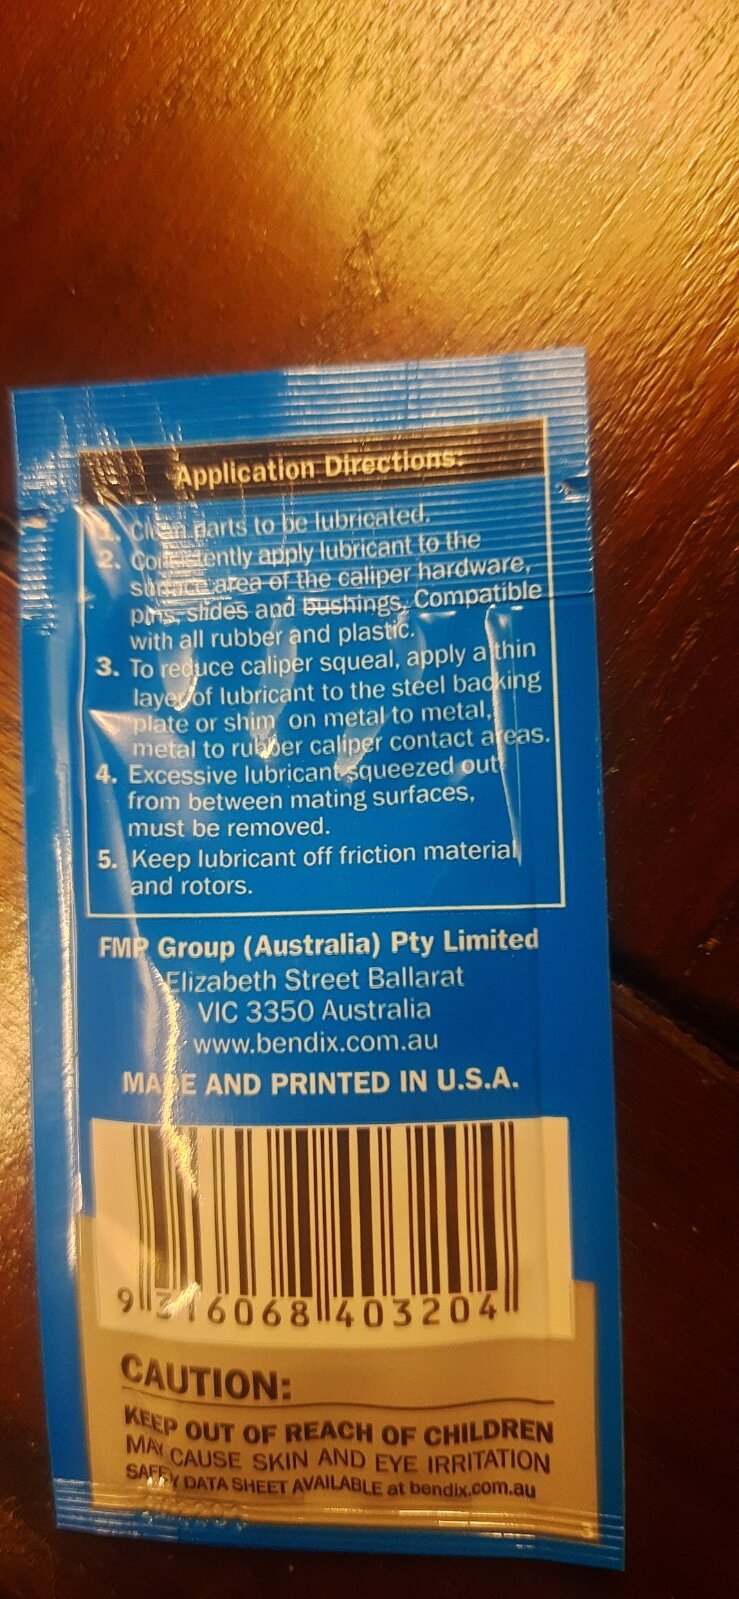 Application Directions:
1. Clean parts to be lubricated.
2. Consistently apply lubricant to the
surface area of the caliper hardware,
pins, slides and bushings. Compatible
with all rubber and plastic.
3. To reduce caliper squeal, apply a thin
layer of lubricant to the steel backing
plate or shim on metal to metal,
metal to rubber caliper contact areas.
4. Excessive lubricant squeezed out
from between mating surfaces,
must be removed.
5. Keep lubricant off friction material
and rotors.
FMP Group (Australia) Pty Limited
Elizabeth Street Ballarat
VIC 3350 Australia
www.bendix.com.au
MADE AND PRINTED IN U.S.A.
9 316068 403204
CAUTION:
KEEP OUT OF REACH OF CHILDREN
MAY CAUSE SKIN AND EYE IRRITATION
SAFETY DATA SHEET AVAILABLE at bendix.com.au